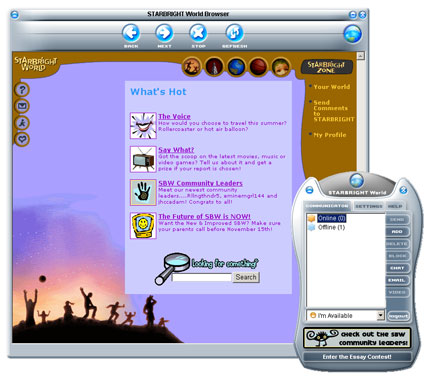 STARBRIGHT World Browser
BACK NEXT STOP REFRESH
STARBRIGHT WORLD
STARBRIGHT ZONE
Your World
Send Comments to STARBRIGHT
My Profile
What's Hot
The Voice
How would you choose to travel this summer?
Rollercoaster or hot air balloon?
Say What?
Got the scoop on the latest movies, music or
video games? Tell us about it and get a
prize if your report is chosen!
SBW Community Leaders
Meet our newest community
and
Congrats to all!
The Future of SBW is NOW!
Want the New & Improved SBW? Make sure
your parents call before November 15th!
Looking for something?
Search
STARBRIGHT World
COMMUNICATOR SETTINGS HELP
Online (0)
Offline (1)
SEND
ADD
DELETE
BLOCK
CHAT
EMAIL
VIDEO
I'm Available
logout
check out the SBW
community leaders!
Enter the Essay Contest!